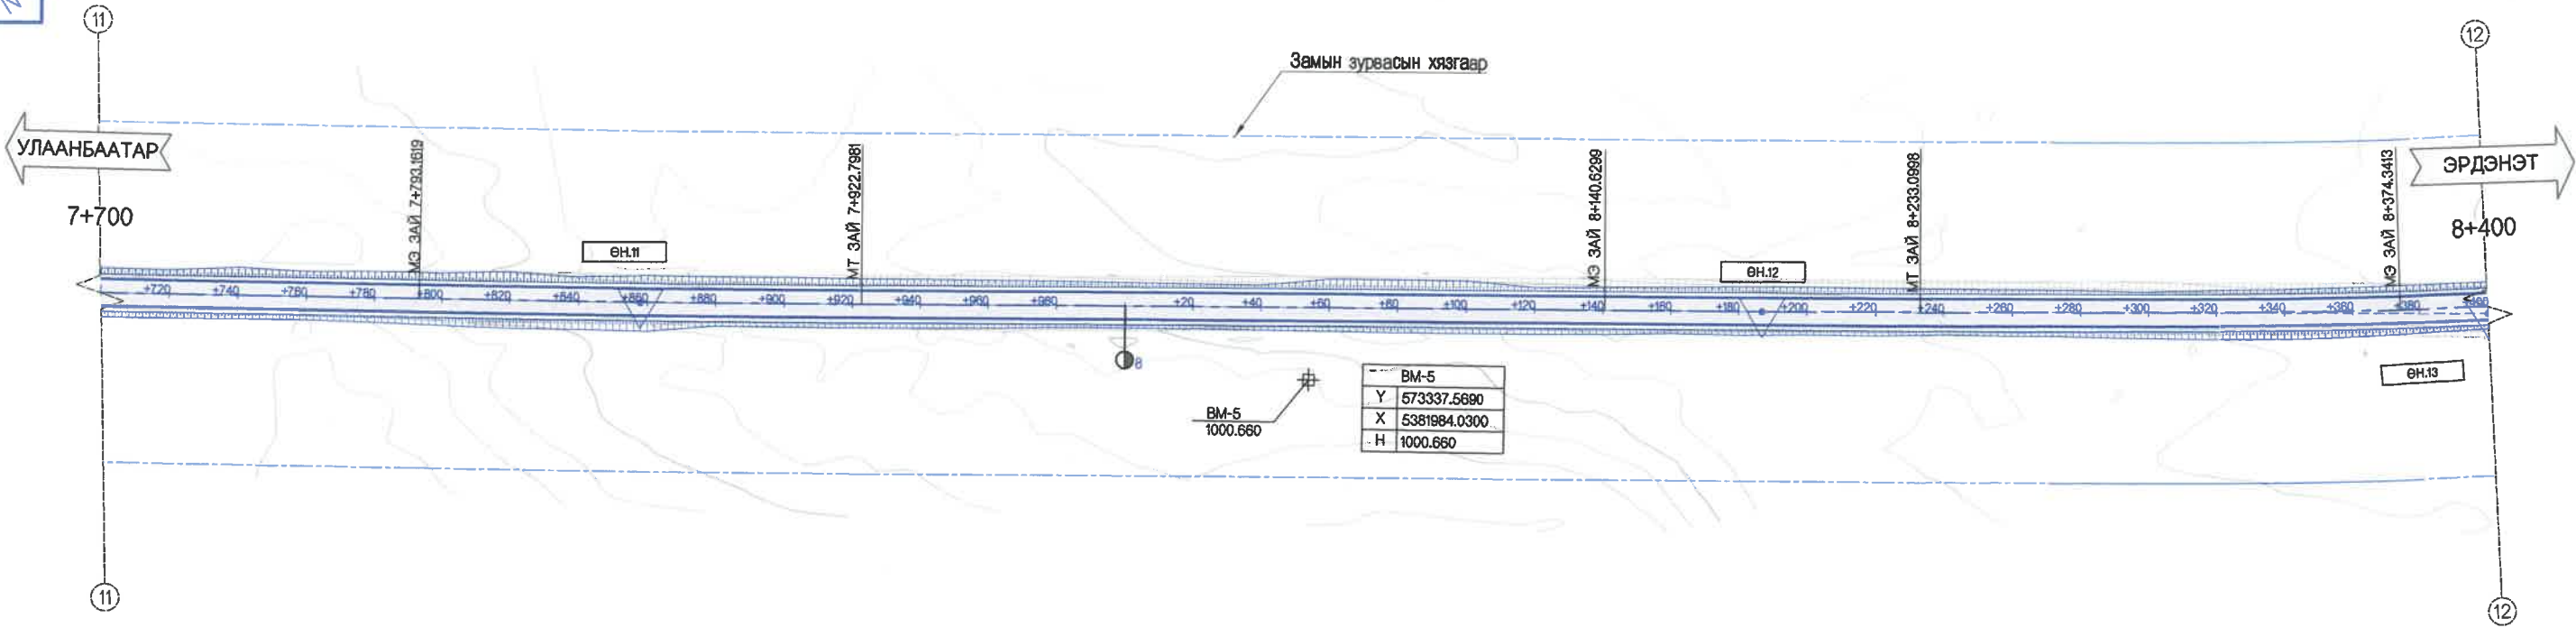 11
12
Замын зурвасын хязгаар
УЛААНБААТАР
ЭРДЭНЭТ
7+700
8+400
МЭ ЗАЙ 7+793.1619
МТ ЗАЙ 7+922.7981
МЭ ЗАЙ 8+140.6299
МТ ЗАЙ 8+233.0998
МЭ ЗАЙ 8+374.3413
ӨН.11
ӨН.12
+720 +740 +760 +780 +800 +820 +840 +860 +880 +900 +920 +940 +960 +980 +20 +40 +60 +80 +100 +120 +140 +160 +180 +200 +220 +240 +260 +280 +300 +320 +340 +360 +380
8
BM-5
1000.660
BM-5
Y 573337.5690
X 5381984.0300
H 1000.660
ӨН.13
11
12